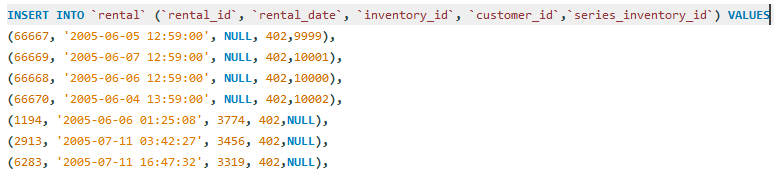 INSERT INTO `rental` (`rental_id`, `rental_date`, `inventory_id`, `customer_id`,`series_inventory_id`) VALUES
(66667, '2005-06-05 12:59:00', NULL, 402,9999),
(66669, '2005-06-07 12:59:00', NULL, 402,10001),
(66668, '2005-06-06 12:59:00', NULL, 402,10000),
(66670, '2005-06-04 13:59:00', NULL, 402,10002),
(1194, '2005-06-06 01:25:08', 3774, 402,NULL),
(2913, '2005-07-11 03:42:27', 3456, 402,NULL),
(6283, '2005-07-11 16:47:32', 3319, 402,NULL),